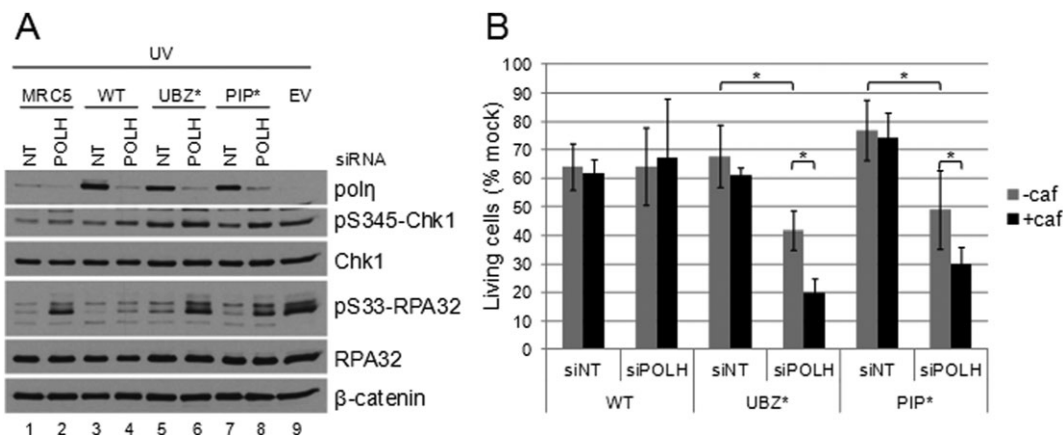 A
UV
MRC5 WT UBZ* PIP* EV
NT POLH NT POLH NT POLH NT POLH siRNA
polη
pS345-Chk1
Chk1
pS33-RPA32
RPA32
β-catenin
1 2 3 4 5 6 7 8 9
B
Living cells (% mock)
100
90
80
70
60
50
40
30
20
10
0
* *
* *
-caf
+caf
siNT siPOLH siNT siPOLH siNT siPOLH
WT UBZ* PIP*